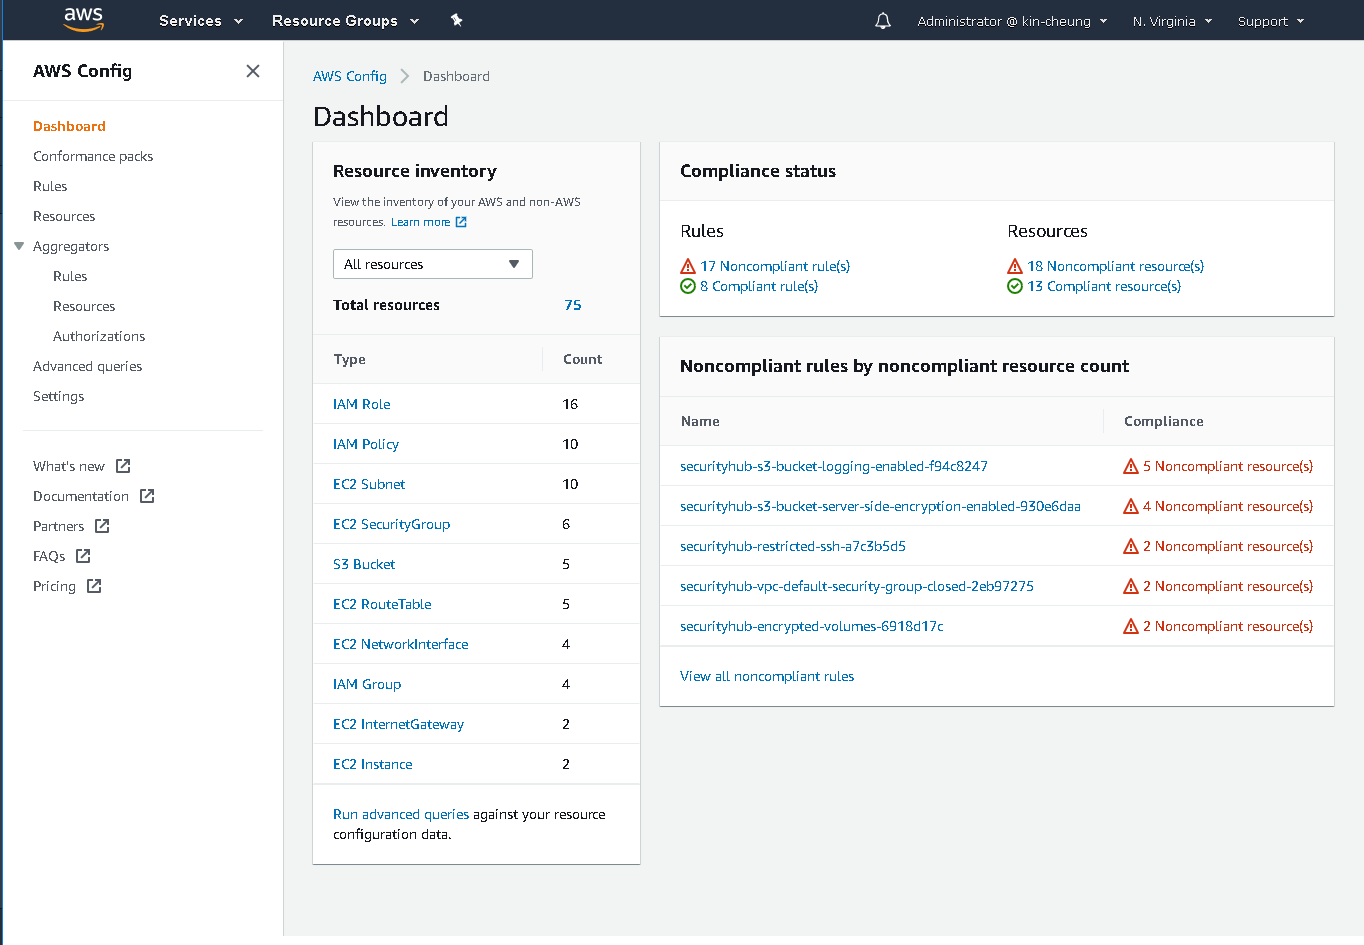 aws Services Resource Groups Administrator @ kin-cheung N. Virginia Support
AWS Config
Dashboard
Conformance packs
Rules
Resources
Aggregators
Rules
Resources
Authorizations
Advanced queries
Settings
What's new
Documentation
Partners
FAQs
Pricing
AWS Config > Dashboard
Dashboard
Resource inventory
View the inventory of your AWS and non-AWS
resources. Learn more
All resources
Total resources 75
Type Count
IAM Role 16
IAM Policy 10
EC2 Subnet 10
EC2 SecurityGroup 6
S3 Bucket 5
EC2 RouteTable 5
EC2 NetworkInterface 4
IAM Group 4
EC2 InternetGateway 2
EC2 Instance 2
Run advanced queries against your resource
configuration data.
Compliance status
Rules
17 Noncompliant rule(s)
8 Compliant rule(s)
Resources
18 Noncompliant resource(s)
13 Compliant resource(s)
Noncompliant rules by noncompliant resource count
Name Compliance
securityhub-s3-bucket-logging-enabled-f94c8247 5 Noncompliant resource(s)
securityhub-s3-bucket-server-side-encryption-enabled-930e6daa 4 Noncompliant resource(s)
securityhub-restricted-ssh-a7c3b5d5 2 Noncompliant resource(s)
securityhub-vpc-default-security-group-closed-2eb97275 2 Noncompliant resource(s)
securityhub-encrypted-volumes-6918d17c 2 Noncompliant resource(s)
View all noncompliant rules